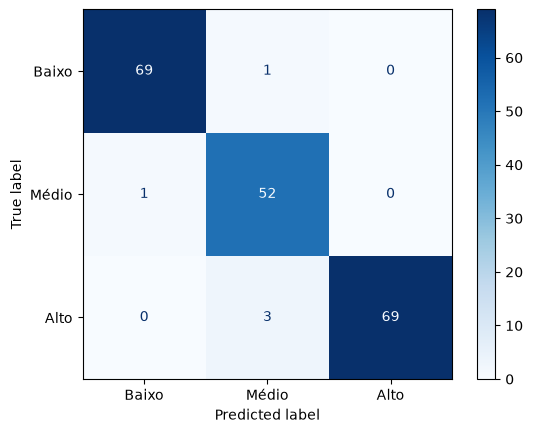 Baixo 69 1 0
Médio 1 52 0
Alto 0 3 69
Baixo Médio Alto
Predicted label
True label
60
50
40
30
20
10
0